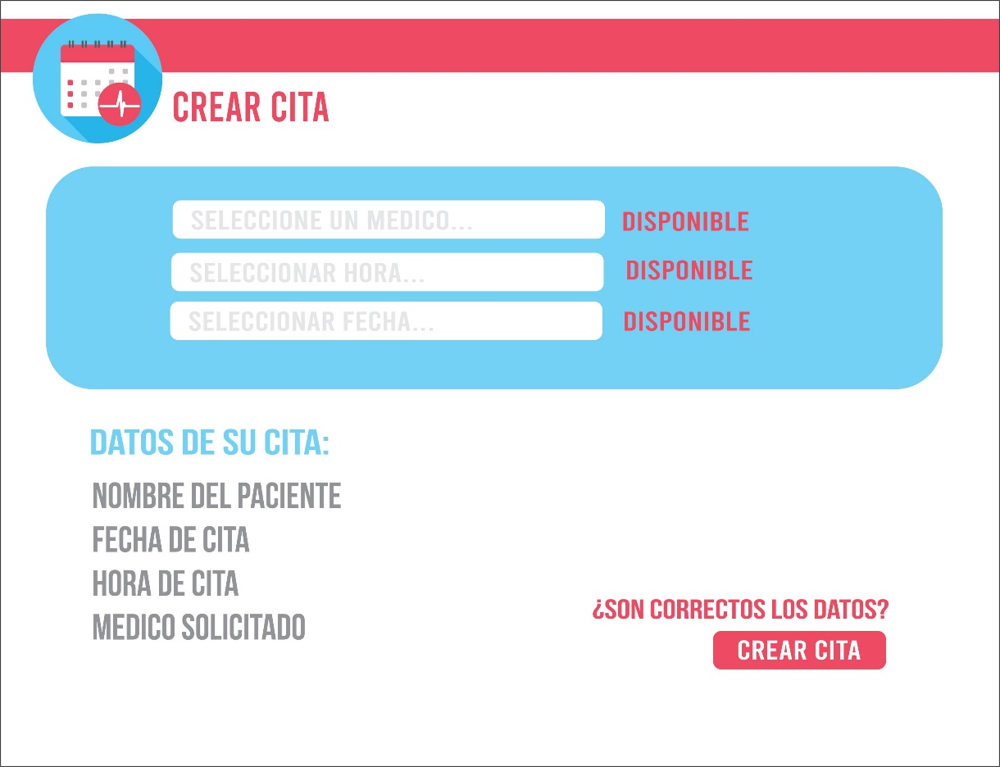 CREAR CITA
SELECCIONE UN MEDICO... DISPONIBLE
SELECCIONAR HORA... DISPONIBLE
SELECCIONAR FECHA... DISPONIBLE
DATOS DE SU CITA:
NOMBRE DEL PACIENTE
FECHA DE CITA
HORA DE CITA
MEDICO SOLICITADO
¿SON CORRECTOS LOS DATOS?
CREAR CITA